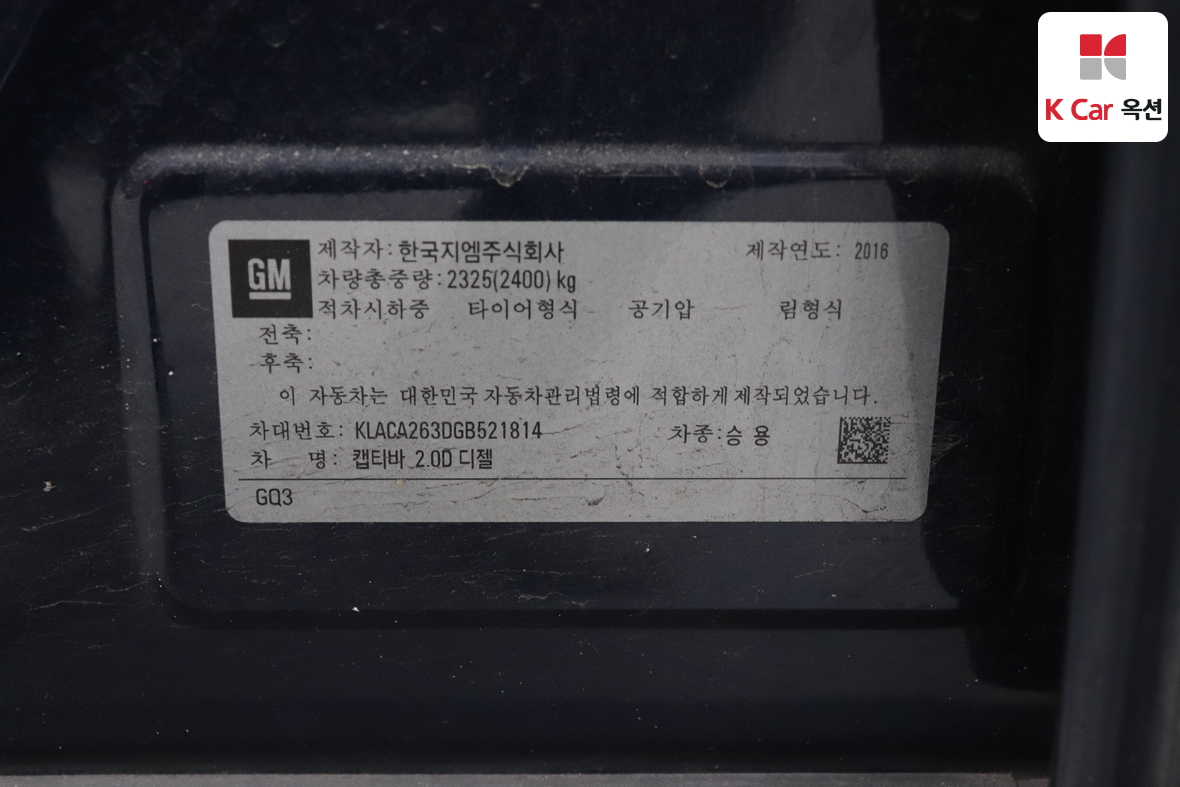 K Car 옥션
GM 제작자: 한국지엠주식회사 제작연도: 2016
차량총중량: 2325(2400) kg
적차시하중 타이어형식 공기압 림형식
전축:
후축:
이 자동차는 대한민국 자동차관리법령에 적합하게 제작되었습니다.
차대번호: KLACA263DGB521814 차종: 승 용
차 명: 캡티바 2.0D 디젤
GQ3